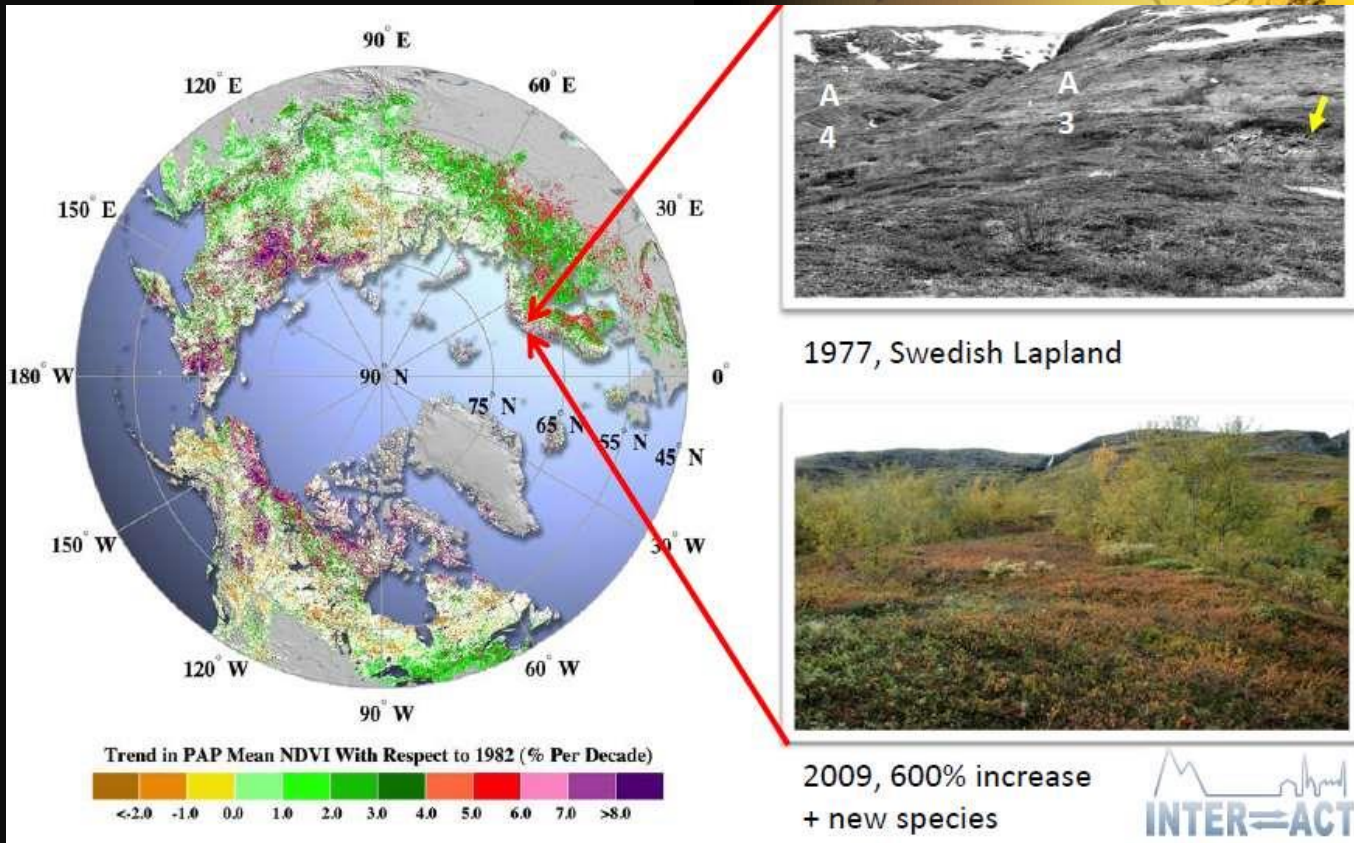 90° E
120° E
60° E
150° E
30° E
180° W
90° N
0°
75° N
65° N
55° N
45° N
150° W
30° W
120° W
60° W
90° W
Trend in PAP Mean NDVI With Respect to 1982 (% Per Decade)
<-2.0 -1.0 0.0 1.0 2.0 3.0 4.0 5.0 6.0 7.0 >8.0
A
4
A
3
1977, Swedish Lapland
2009, 600% increase
+ new species
INTERACT